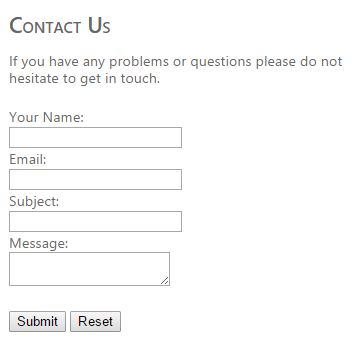 Contact Us
If you have any problems or questions please do not
hesitate to get in touch.
Your Name:
Email:
Subject:
Message:
Submit Reset